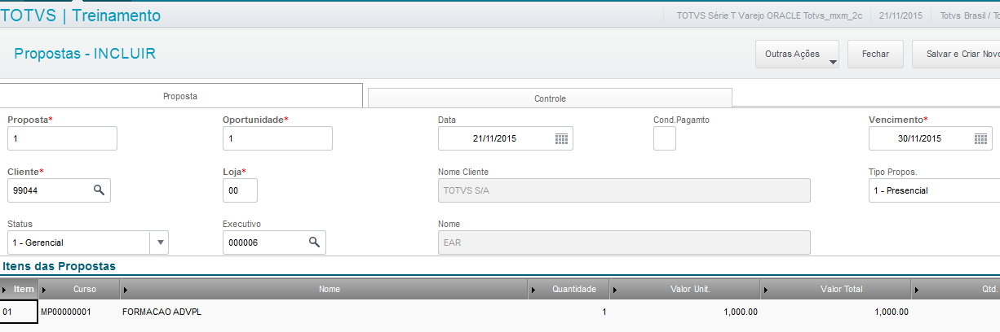 TOTVS | Treinamento
TOTVS Série T Varejo ORACLE Totvs_mxm_2c 21/11/2015 Totvs Brasil /
Propostas - INCLUIR
Outras Ações Fechar Salvar e Criar Novo
Proposta Controle
Proposta* Oportunidade* Data Cond.Pagamto Vencimento*
1 1 21/11/2015 30/11/2015
Cliente* Loja* Nome Cliente Tipo Propos.
99044 00 TOTVS S/A 1 - Presencial
Status Executivo Nome
1 - Gerencial 000006 EAR
Itens das Propostas
Item Curso Nome Quantidade Valor Unit. Valor Total Qtd.
01 MP00000001 FORMACAO ADVPL 1 1,000.00 1,000.00